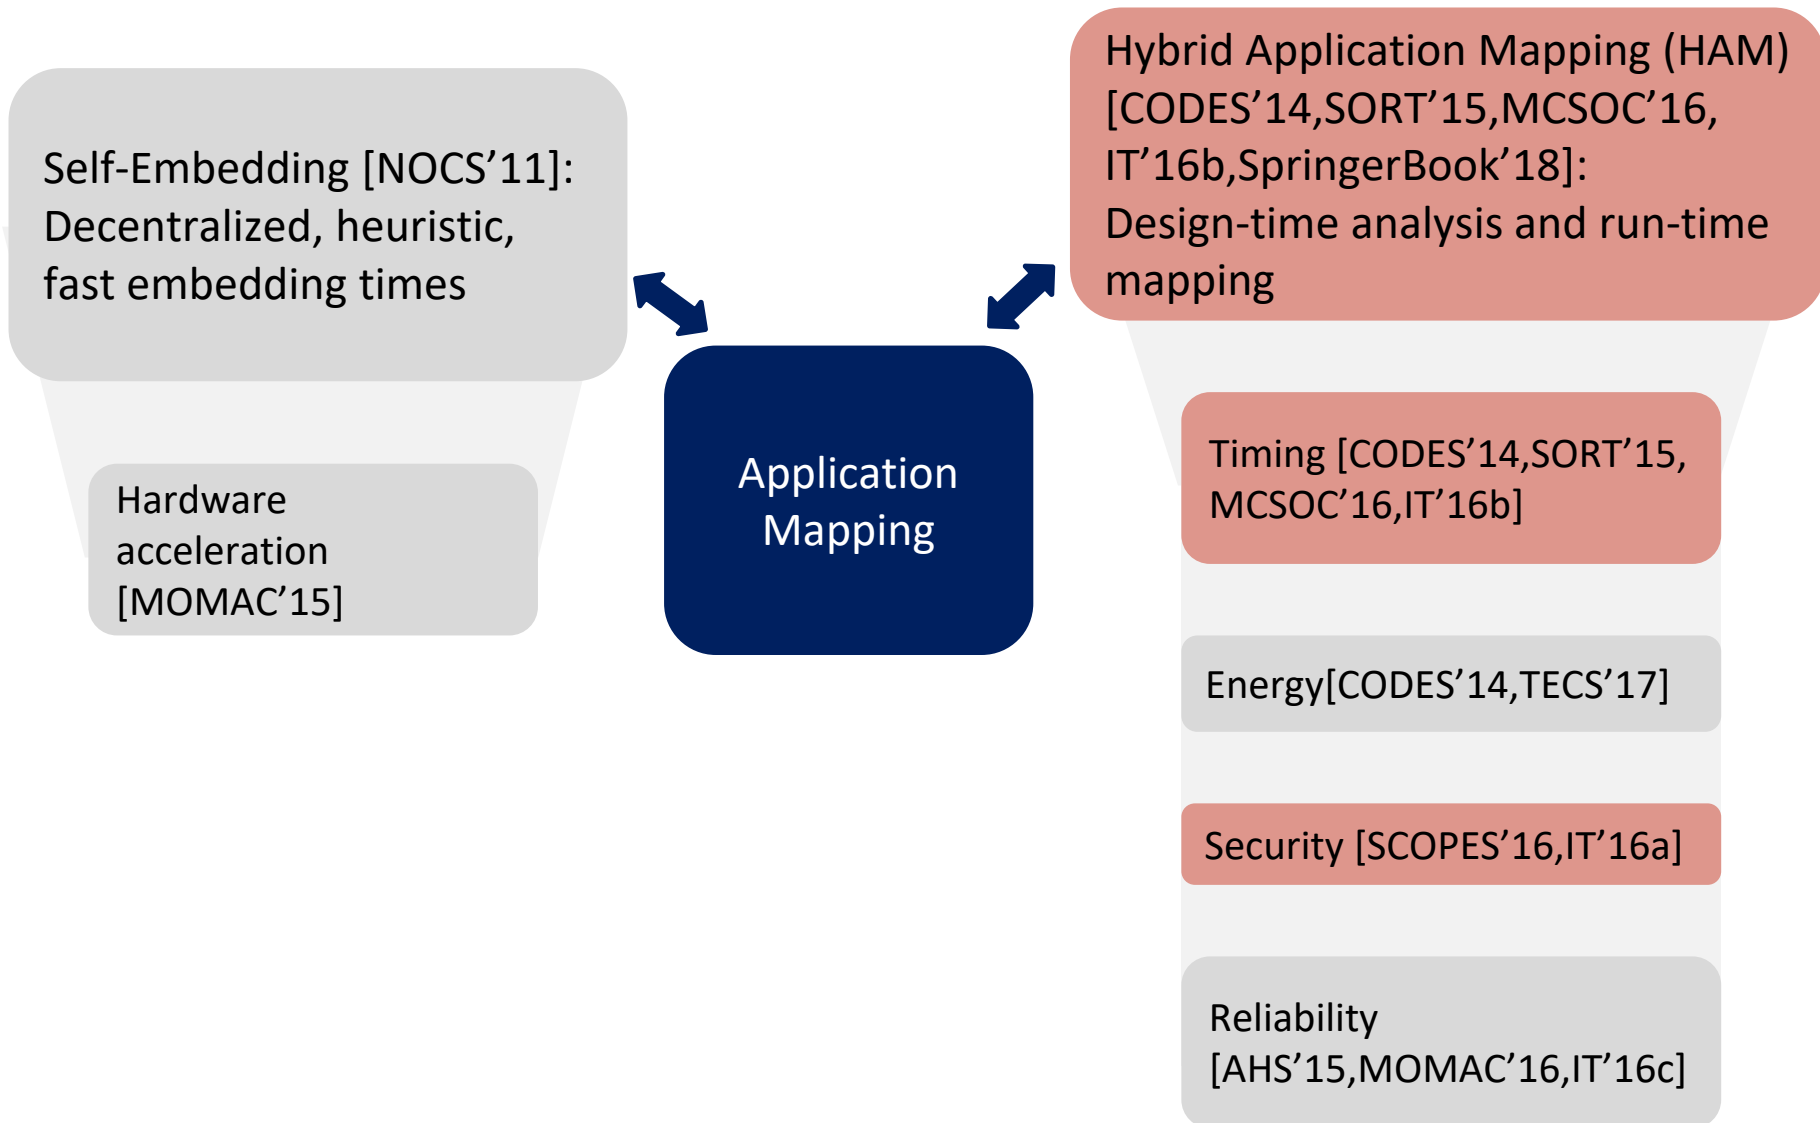 Self-Embedding [NOCS’11]:
Decentralized, heuristic,
fast embedding times
Hardware
acceleration
[MOMAC’15]
Application
Mapping
Hybrid Application Mapping (HAM)
[CODES’14,SORT’15,MCSOC’16,
IT’16b,SpringerBook’18]:
Design-time analysis and run-time
mapping
Timing [CODES’14,SORT’15,
MCSOC’16,IT’16b]
Energy[CODES’14,TECS’17]
Security [SCOPES’16,IT’16a]
Reliability
[AHS’15,MOMAC’16,IT’16c]